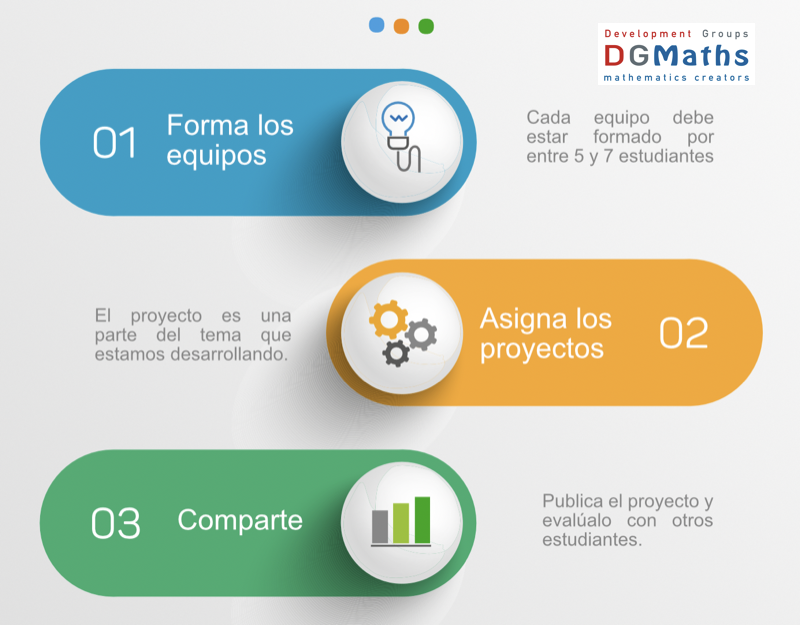 Development Groups
DGMaths
mathematics creators
01
Forma los
equipos
Cada equipo debe
estar formado por
entre 5 y 7 estudiantes
El proyecto es una
parte del tema que
estamos desarrollando.
Asigna los
proyectos
02
03
Comparte
Publica el proyecto y
evalúalo con otros
estudiantes.